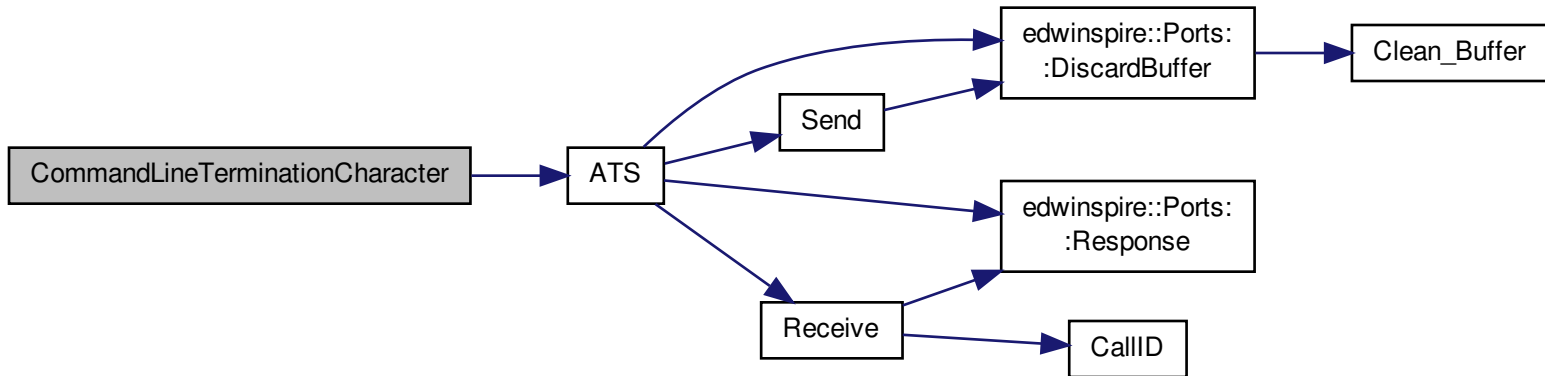 CommandLineTerminationCharacter
ATS
Send
Receive
edwinspire::Ports:
:DiscardBuffer
edwinspire::Ports:
:Response
CallID
Clean_Buffer